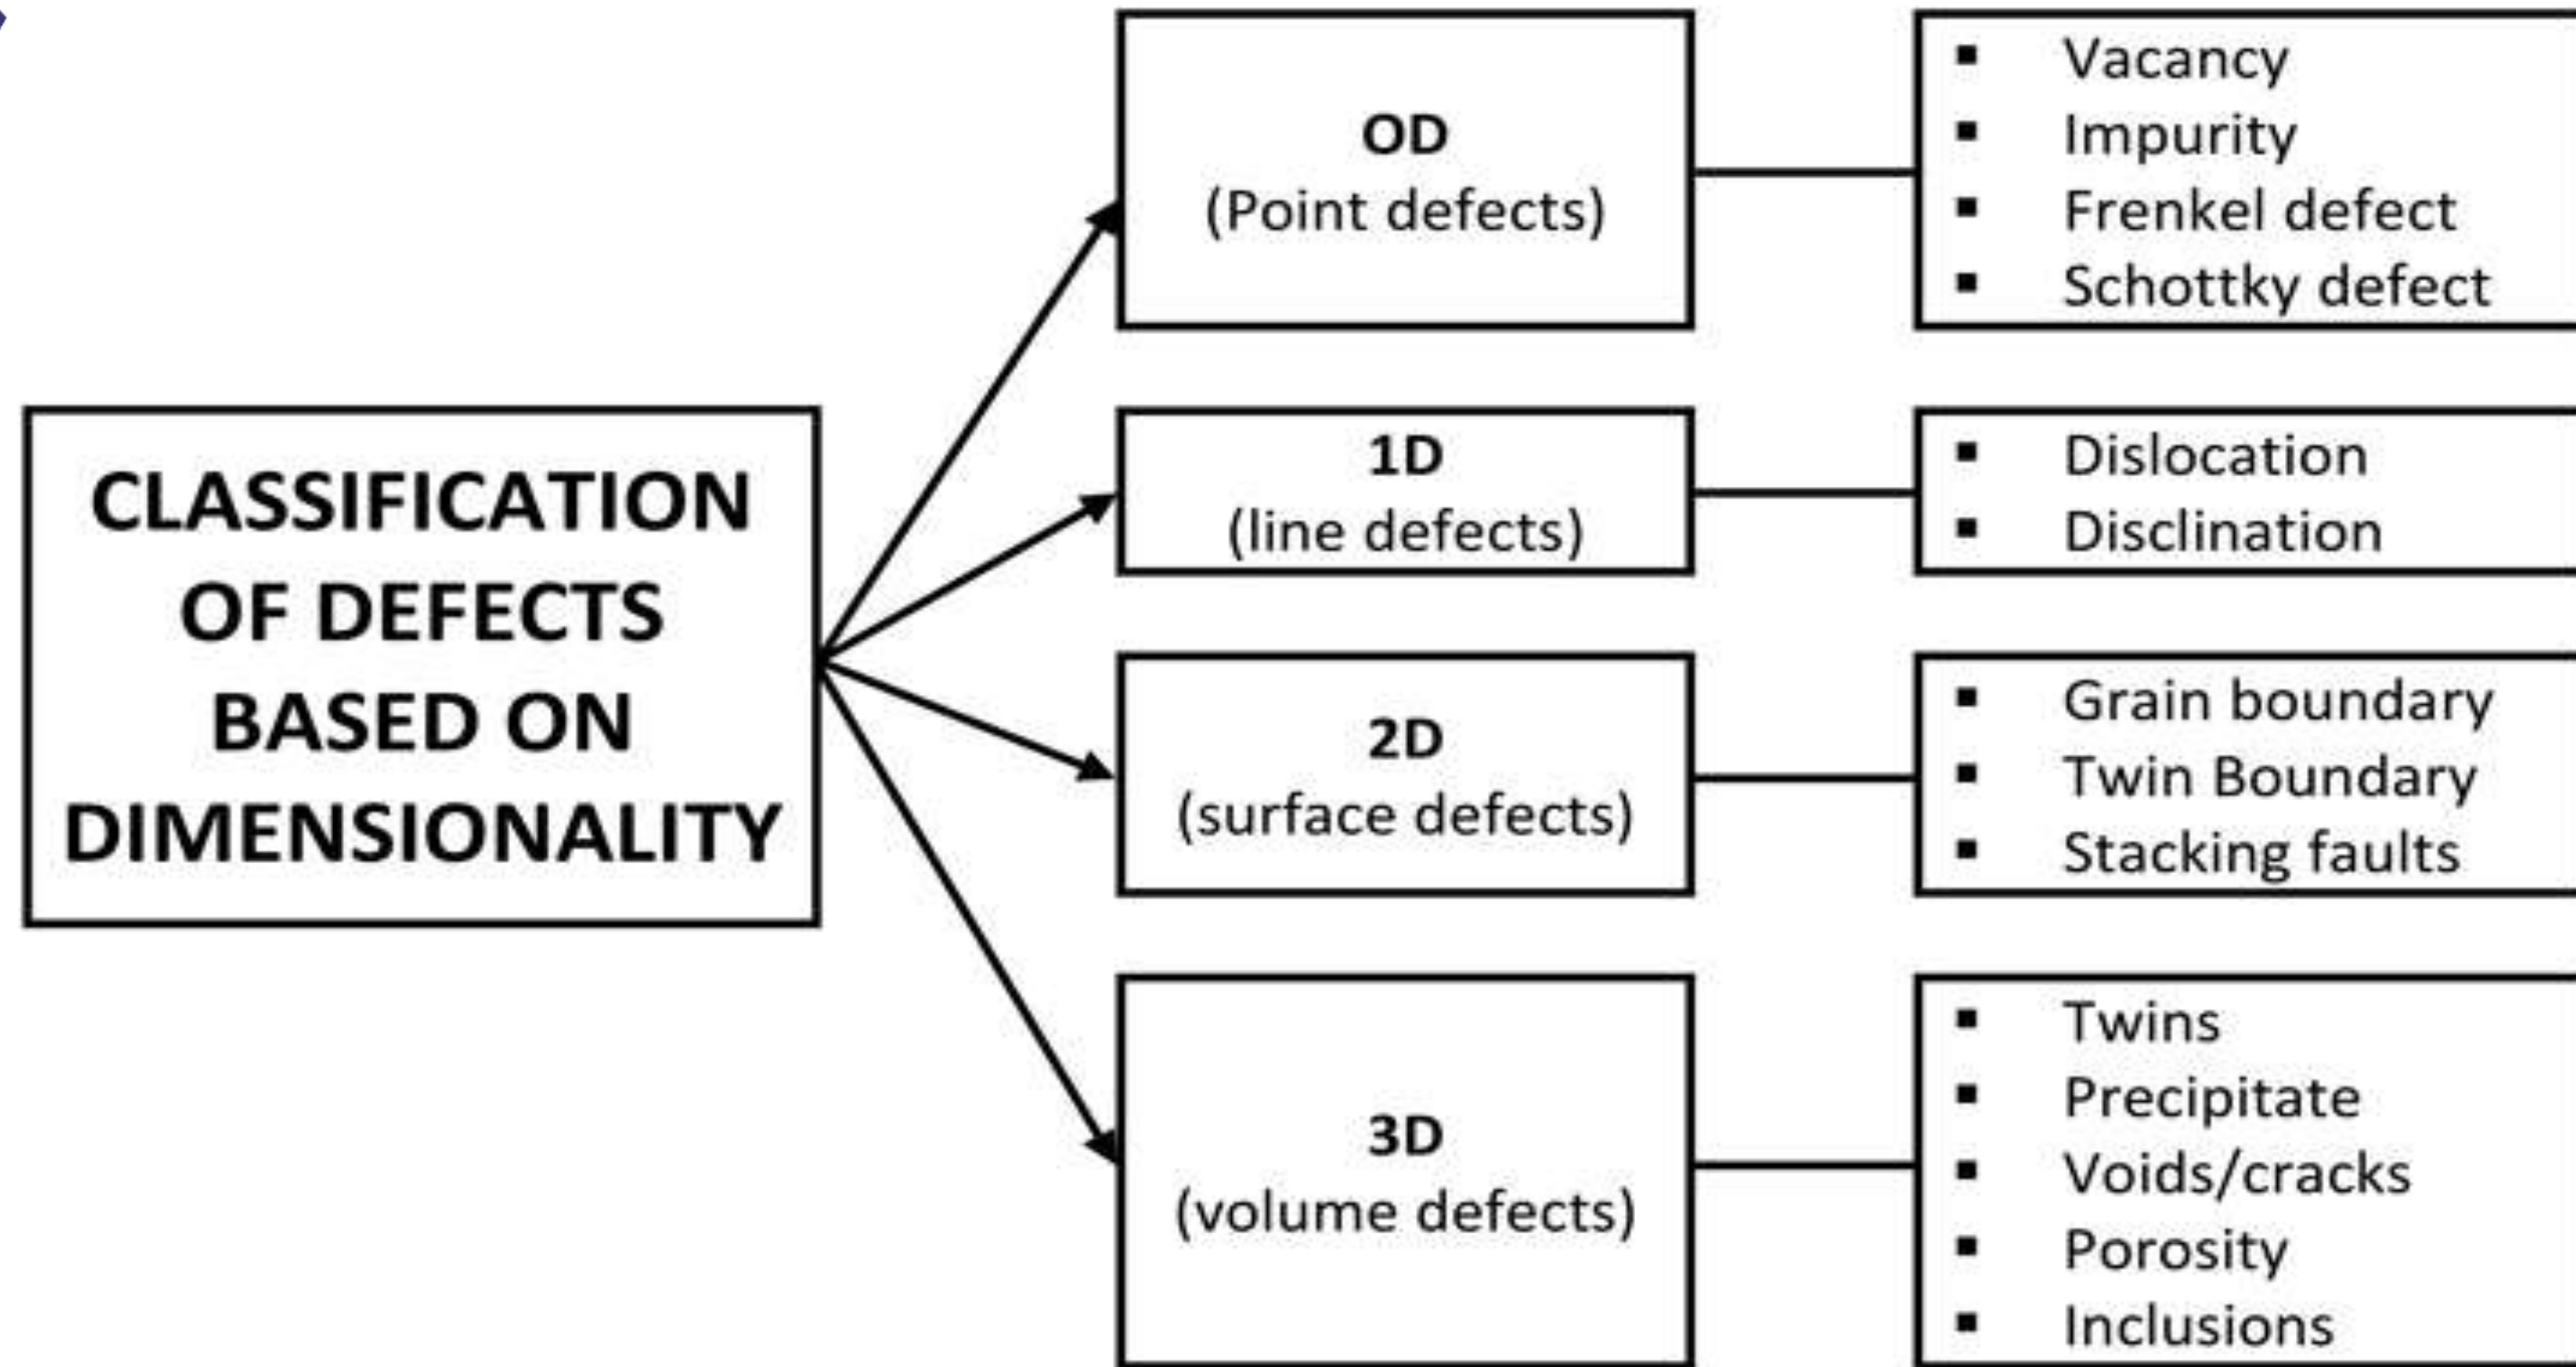 CLASSIFICATION
OF DEFECTS
BASED ON
DIMENSIONALITY
OD
(Point defects)
▪ Vacancy
▪ Impurity
▪ Frenkel defect
▪ Schottky defect
1D
(line defects)
▪ Dislocation
▪ Disclination
2D
(surface defects)
▪ Grain boundary
▪ Twin Boundary
▪ Stacking faults
3D
(volume defects)
▪ Twins
▪ Precipitate
▪ Voids/cracks
▪ Porosity
▪ Inclusions